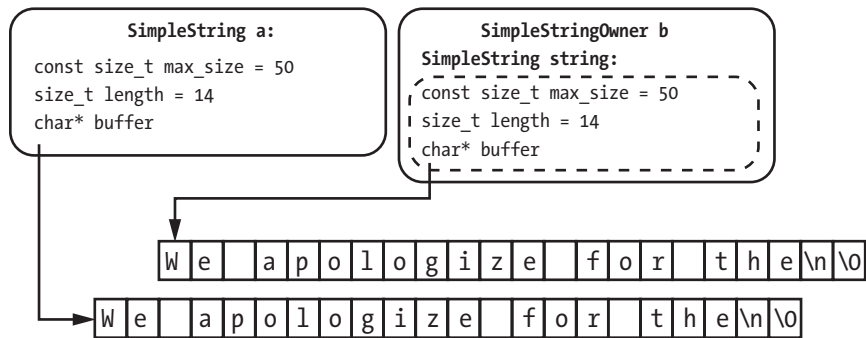 SimpleString a:
const size_t max_size = 50
size_t length = 14
char* buffer
SimpleStringOwner b
SimpleString string:
const size_t max_size = 50
size_t length = 14
char* buffer
W e a p o l o g i z e f o r t h e \n \0
W e a p o l o g i z e f o r t h e \n \0